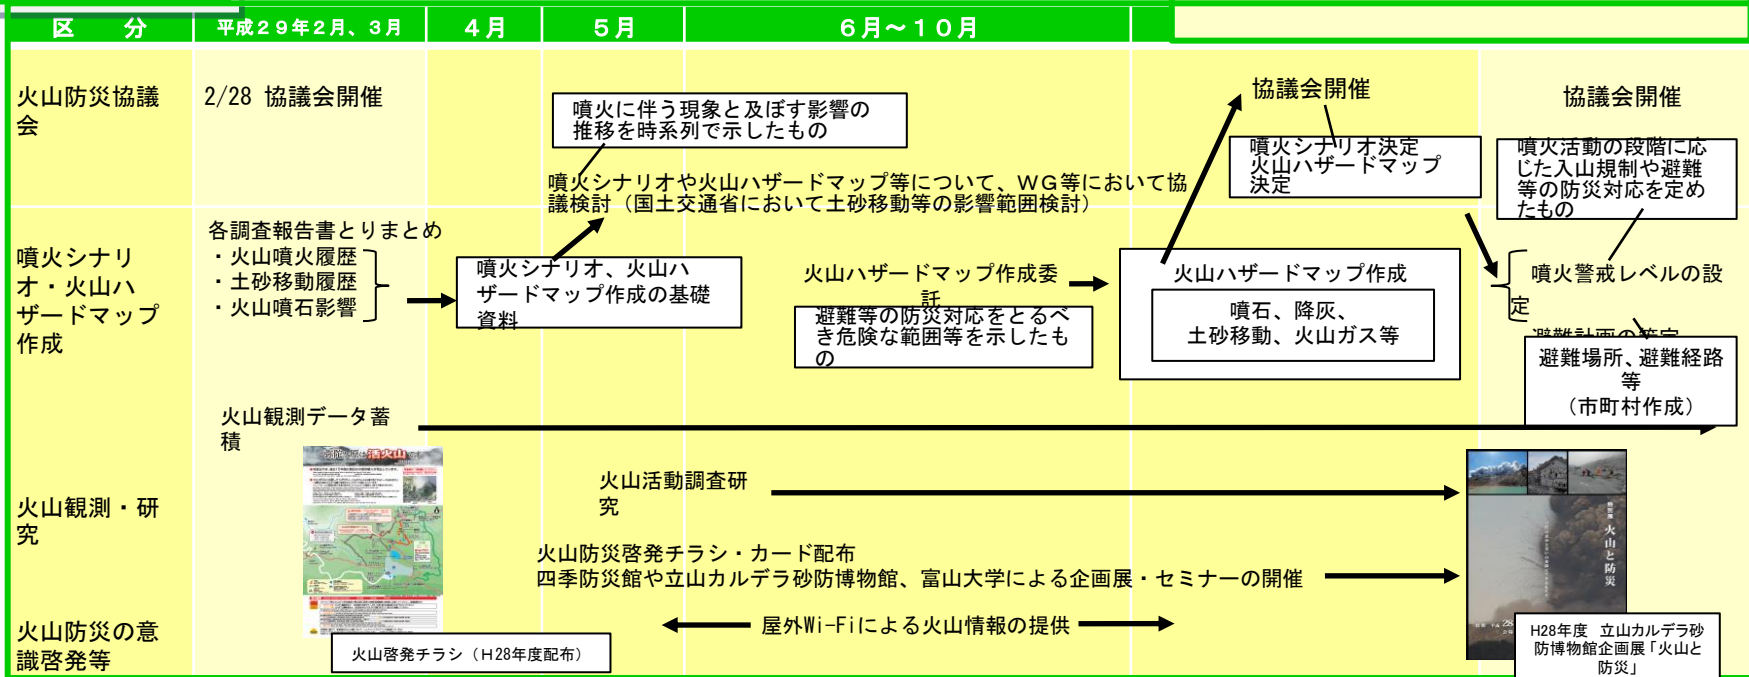 区　分
平成29年2月、3月
4月
5月
6月～10月
火山防災協議
会
2/28 協議会開催
噴火に伴う現象と及ぼす影響の
推移を時系列で示したもの
噴火シナリオや火山ハザードマップ等について、WG等において協
議検討（国土交通省において土砂移動等の影響範囲検討）
協議会開催
噴火シナリオ決定
火山ハザードマップ
決定
協議会開催
噴火活動の段階に応
じた入山規制や避難
等の防災対応を定め
たもの
噴火シナリ
オ・火山ハ
ザードマップ
作成
各調査報告書とりまとめ
・火山噴火履歴
・土砂移動履歴
・火山噴石影響
噴火シナリオ、火山ハ
ザードマップ作成の基礎
資料
火山ハザードマップ作成委
託
避難等の防災対応をとるべ
き危険な範囲等を示したも
の
火山ハザードマップ作成
噴石、降灰、
土砂移動、火山ガス等
噴火警戒レベルの設
定
避難計画の策定
避難場所、避難経路
等
（市町村作成）
火山観測・研
究
火山観測データ蓄
積
火山活動調査研
究
火山防災啓発チラシ・カード配布
四季防災館や立山カルデラ砂防博物館、富山大学による企画展・セミナーの開催
火山防災の意
識啓発等
屋外Wi-Fiによる火山情報の提供
活火山
火山啓発チラシ（H28年度配布）
火山と防災
28
H28年度　立山カルデラ砂
防博物館企画展「火山と
防災」